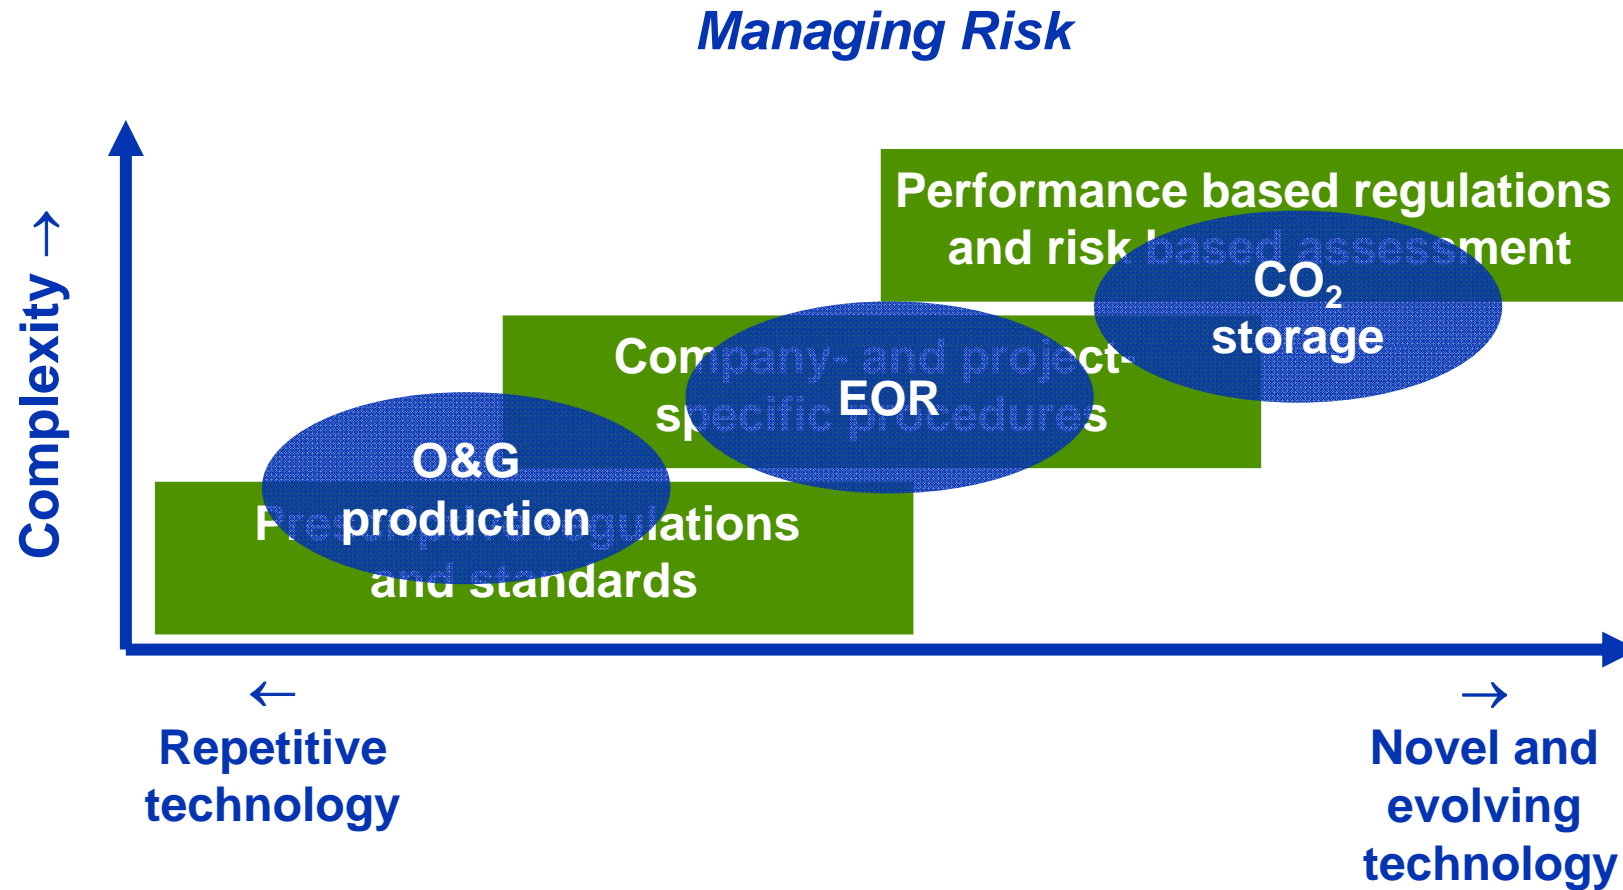 Managing Risk
Complexity →
Performance based regulations
and risk based assessment
CO₂
storage
Company- and project-
specific procedures
EOR
O&G
production
Prescriptive regulations
and standards
←
Repetitive
technology
→
Novel and
evolving
technology